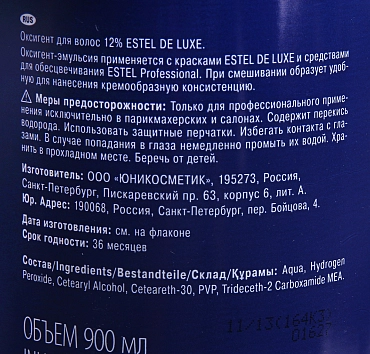 RUS
Оксигент для волос 12% ESTEL DE LUXE.
Оксигент-эмульсия применяется с красками ESTEL DE LUXE и средствами
для обесцвечивания ESTEL Professional. При смешивании образует удоб-
ную для нанесения кремообразную консистенцию.
Меры предосторожности: Только для профессионального приме-
нения исключительно в парикмахерских и салонах. Содержит перекись
водорода. Использовать защитные перчатки. Избегать контакта с гла-
зами. В случае попадания в глаза немедленно промыть их водой. Хра-
нить в прохладном месте. Беречь от детей.
Изготовитель: ООО «ЮНИКОСМЕТИК», 195273, Россия,
Санкт-Петербург, Пискаревский пр. 63, корпус 6, лит. А.
Юр. Адрес: 190068, Россия, Санкт-Петербург, пер. Бойцова, 4.
Дата изготовления: см. на флаконе
Срок годности: 36 месяцев
Состав/Ingredients/Bestandteile/Склад/Құрамы: Aqua, Hydrogen
Peroxide, Cetearyl Alcohol, Ceteareth-30, PVP, Trideceth-2 Carboxamide MEA.
ОБЪЕМ 900 МЛ
11/13(164К3)